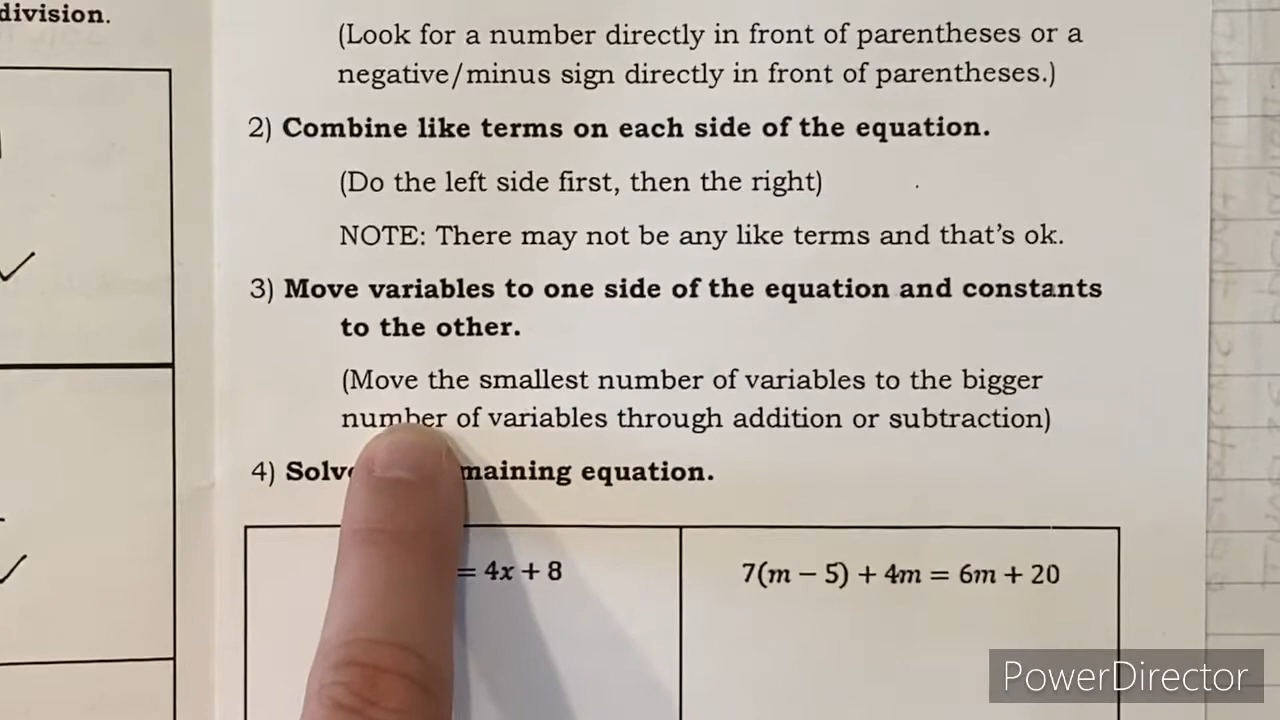 division.
(Look for a number directly in front of parentheses or a
negative/minus sign directly in front of parentheses.)
2) Combine like terms on each side of the equation.
(Do the left side first, then the right)
NOTE: There may not be any like terms and that's ok.
3) Move variables to one side of the equation and constants
to the other.
(Move the smallest number of variables to the bigger
number of variables through addition or subtraction)
4) equation.
= 4x + 8
7(m − 5) + 4m = 6m + 20
PowerDirector